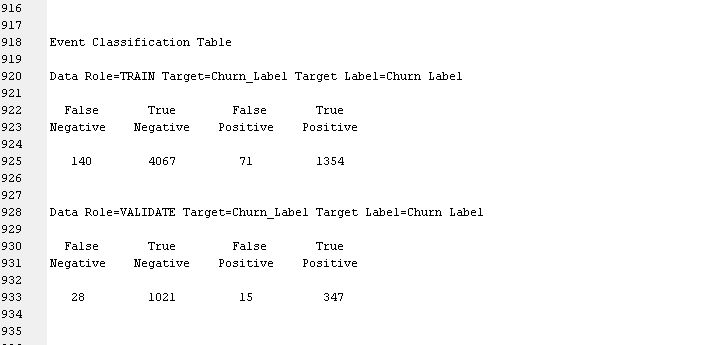 916
917
918 Event Classification Table
919
920 Data Role=TRAIN Target=Churn_Label Target Label=Churn Label
921
922 False True False True
923 Negative Negative Positive Positive
924
925 140 4067 71 1354
926
927
928 Data Role=VALIDATE Target=Churn_Label Target Label=Churn Label
929
930 False True False True
931 Negative Negative Positive Positive
932
933 28 1021 15 347
934
935